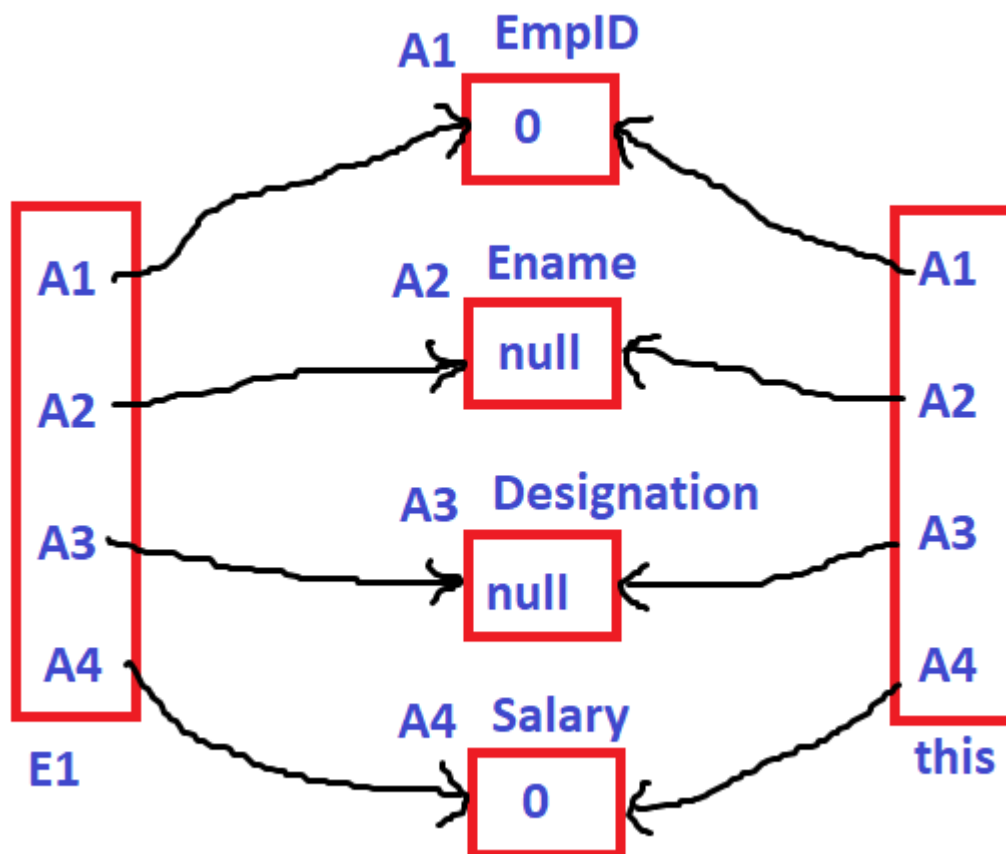 EmpID
A1
0
A1
A1
Ename
A2
null
A2
A2
Designation
A3
null
A3
A3
A4
A4
Salary
A4
0
E1
this